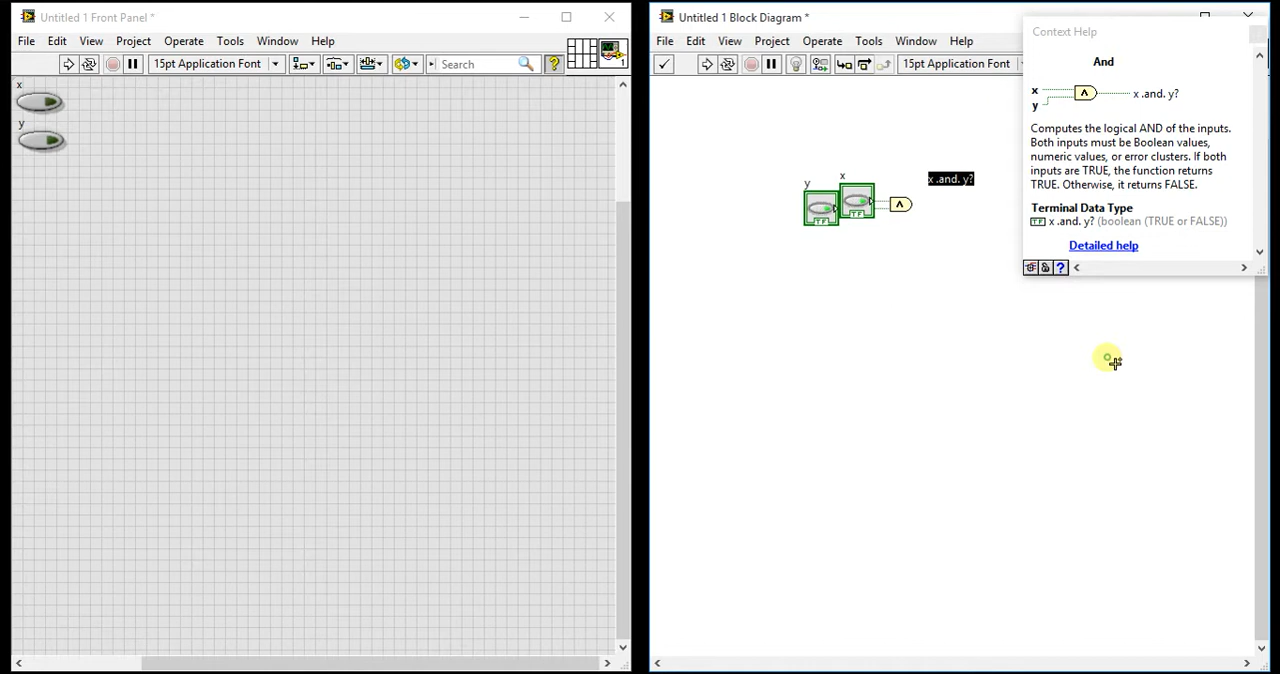 Untitled 1 Front Panel *
File Edit View Project Operate Tools Window Help
15pt Application Font
Search
?
1
x
y
Untitled 1 Block Diagram *
File Edit View Project Operate Tools Window Help
15pt Application Font
y
x
x .and. y?
TF
TF
Context Help
And
x
y
x .and. y?
Computes the logical AND of the inputs.
Both inputs must be Boolean values,
numeric values, or error clusters. If both
inputs are TRUE, the function returns
TRUE. Otherwise, it returns FALSE.
Terminal Data Type
TF x .and. y? (boolean (TRUE or FALSE))
Detailed help
?